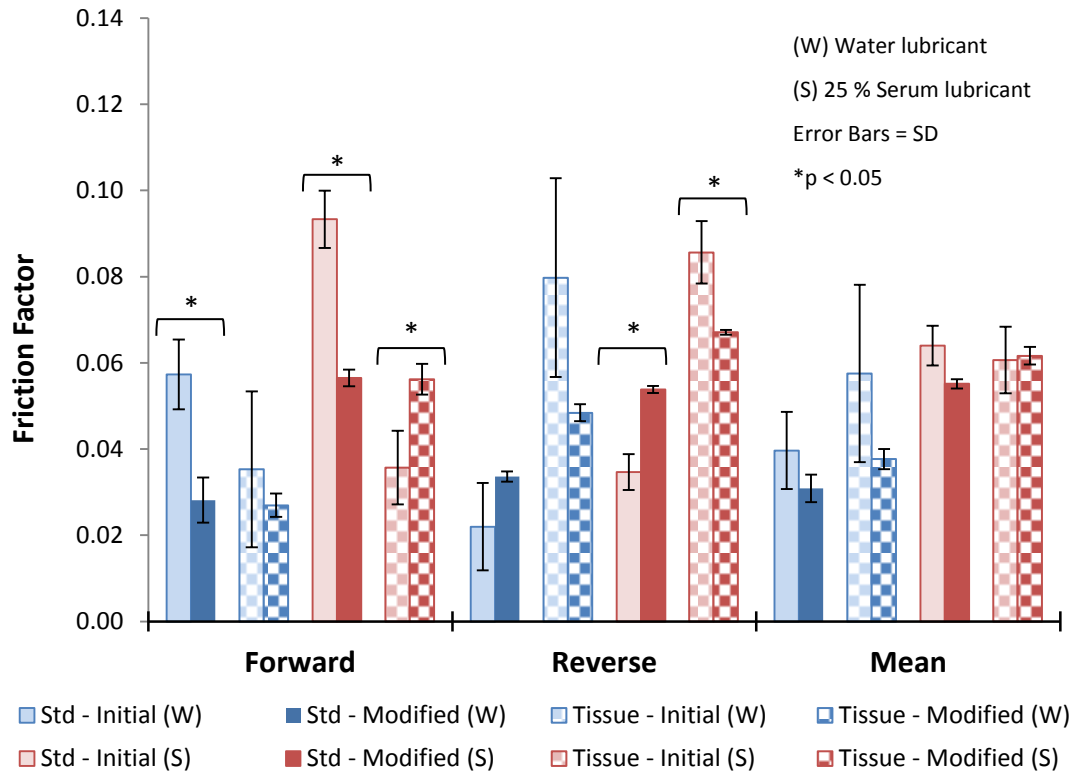 0.14
0.12
0.10
0.08
0.06
0.04
0.02
0.00
Friction Factor
(W) Water lubricant
(S) 25 % Serum lubricant
Error Bars = SD
*p < 0.05
*
*
*
*
*
Forward
Reverse
Mean
Std - Initial (W)
Std - Modified (W)
Tissue - Initial (W)
Tissue - Modified (W)
Std - Initial (S)
Std - Modified (S)
Tissue - Initial (S)
Tissue - Modified (S)